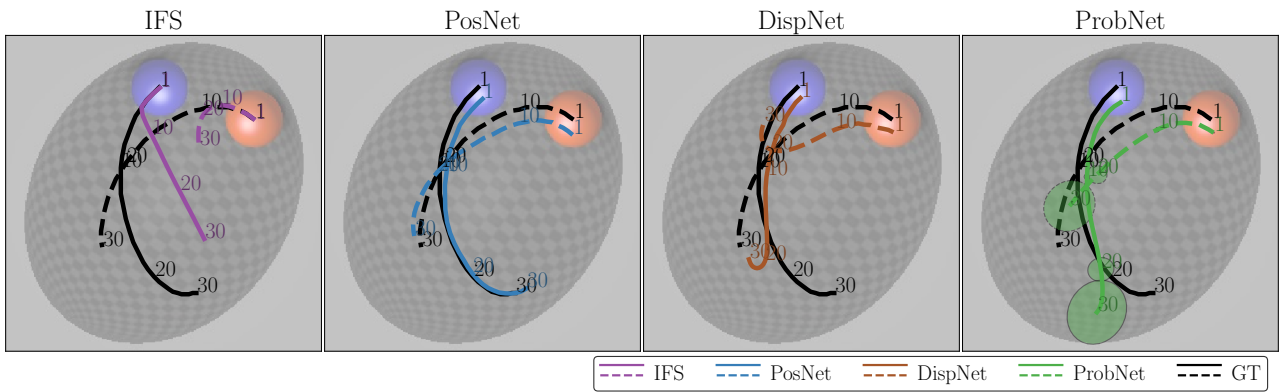 IFS PosNet DispNet ProbNet
1 10 10 1 10 20 30 20 20 30 30 20 30
1 1 10 10 1 20 20 30 30 20 20 30 30
1 1 30 10 1 20 20 10 30 30 20 20 30
1 1 10 10 1 20 10 20 30 20 20 30 30
IFS PosNet DispNet ProbNet GT